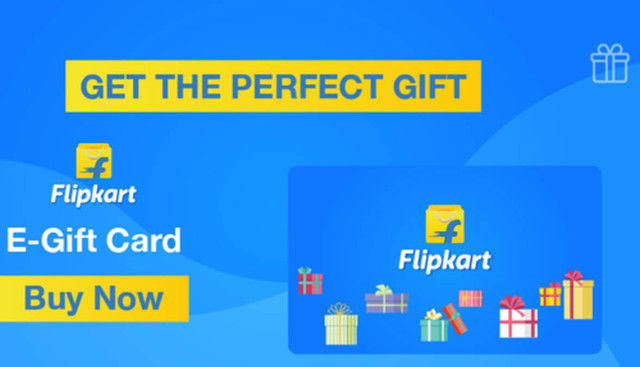 GET THE PERFECT GIFT
Flipkart
E-Gift Card
Buy Now
Flipkart